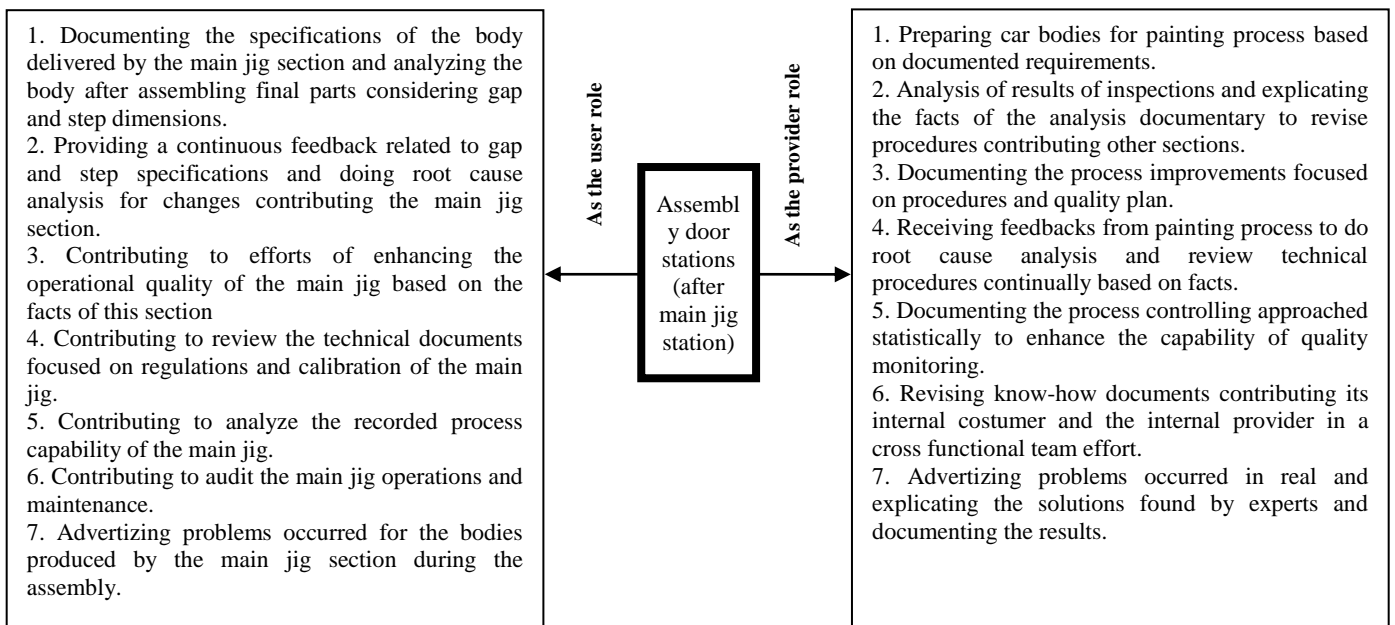 1. Documenting the specifications of the body
delivered by the main jig section and analyzing the
body after assembling final parts considering gap
and step dimensions.
2. Providing a continuous feedback related to gap
and step specifications and doing root cause
analysis for changes contributing the main jig
section.
3. Contributing to efforts of enhancing the
operational quality of the main jig based on the
facts of this section
4. Contributing to review the technical documents
focused on regulations and calibration of the main
jig.
5. Contributing to analyze the recorded process
capability of the main jig.
6. Contributing to audit the main jig operations and
maintenance.
7. Advertizing problems occurred for the bodies
produced by the main jig section during the
assembly.
As the user role
Assembl
y door
stations
(after
main jig
station)
As the provider role
1. Preparing car bodies for painting process based
on documented requirements.
2. Analysis of results of inspections and explicating
the facts of the analysis documentary to revise
procedures contributing other sections.
3. Documenting the process improvements focused
on procedures and quality plan.
4. Receiving feedbacks from painting process to do
root cause analysis and review technical
procedures continually based on facts.
5. Documenting the process controlling approached
statistically to enhance the capability of quality
monitoring.
6. Revising know-how documents contributing its
internal costumer and the internal provider in a
cross functional team effort.
7. Advertizing problems occurred in real and
explicating the solutions found by experts and
documenting the results.